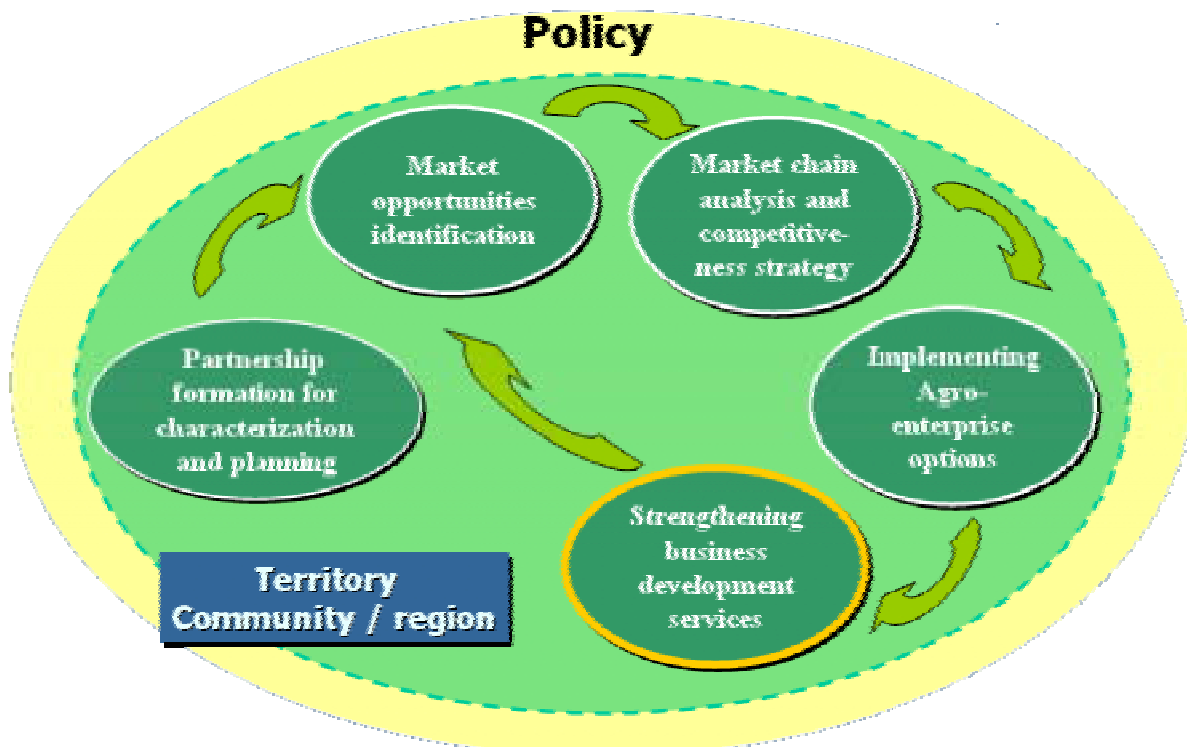 Policy
Market
opportunities
identification
Market chain
analysis and
competitive-
ness strategy
Partnership
formation for
characterization
and planning
Implementing
Agro-
enterprise
options
Strengthening
business
development
services
Territory
Community / region